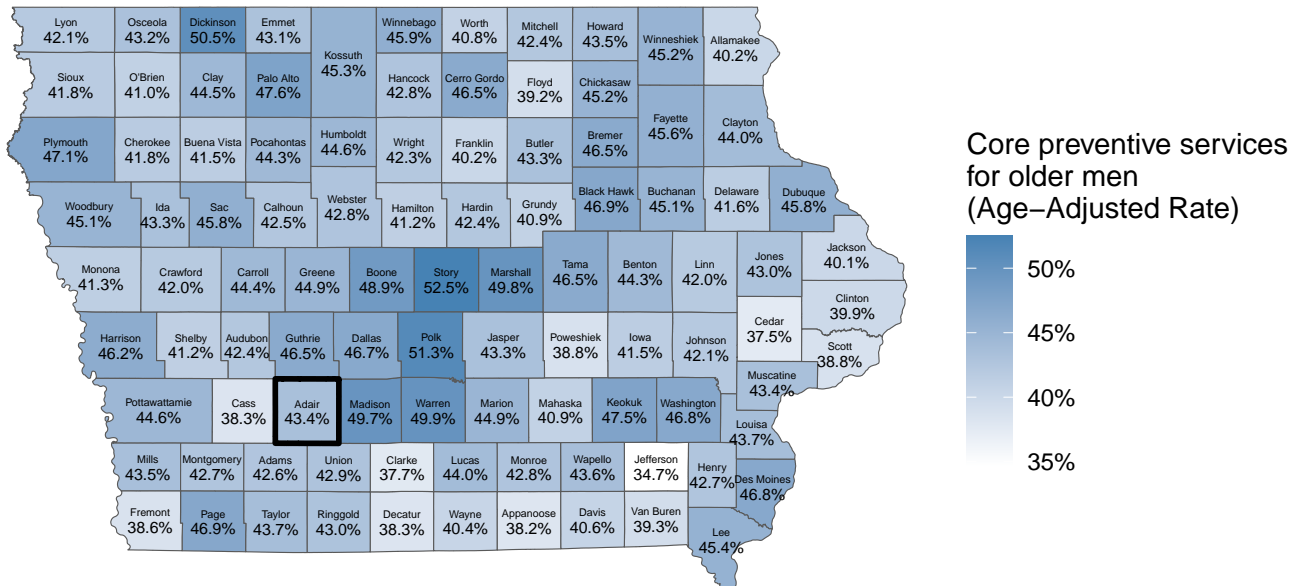 Lyon
42.1%
Osceola
43.2%
Dickinson
50.5%
Emmet
43.1%
Kossuth
45.3%
Winnebago
45.9%
Worth
40.8%
Mitchell
42.4%
Howard
43.5%
Winneshiek
45.2%
Allamakee
40.2%
Sioux
41.8%
O'Brien
41.0%
Clay
44.5%
Palo Alto
47.6%
Hancock
42.8%
Cerro Gordo
46.5%
Floyd
39.2%
Chickasaw
45.2%
Fayette
45.6%
Clayton
44.0%
Plymouth
47.1%
Cherokee
41.8%
Buena Vista
41.5%
Pocahontas
44.3%
Humboldt
44.6%
Wright
42.3%
Franklin
40.2%
Butler
43.3%
Bremer
46.5%
Woodbury
45.1%
Ida
43.3%
Sac
45.8%
Calhoun
42.5%
Webster
42.8%
Hamilton
41.2%
Hardin
42.4%
Grundy
40.9%
Black Hawk
46.9%
Buchanan
45.1%
Delaware
41.6%
Dubuque
45.8%
Monona
41.3%
Crawford
42.0%
Carroll
44.4%
Greene
44.9%
Boone
48.9%
Story
52.5%
Marshall
49.8%
Tama
46.5%
Benton
44.3%
Linn
42.0%
Jones
43.0%
Jackson
40.1%
Clinton
39.9%
Harrison
46.2%
Shelby
41.2%
Audubon
42.4%
Guthrie
46.5%
Dallas
46.7%
Polk
51.3%
Jasper
43.3%
Poweshiek
38.8%
Iowa
41.5%
Johnson
42.1%
Cedar
37.5%
Scott
38.8%
Muscatine
43.4%
Pottawattamie
44.6%
Cass
38.3%
Adair
43.4%
Madison
49.7%
Warren
49.9%
Marion
44.9%
Mahaska
40.9%
Keokuk
47.5%
Washington
46.8%
Louisa
43.7%
Mills
43.5%
Montgomery
42.7%
Adams
42.6%
Union
42.9%
Clarke
37.7%
Lucas
44.0%
Monroe
42.8%
Wapello
43.6%
Jefferson
34.7%
Henry
42.7%
Des Moines
46.8%
Fremont
38.6%
Page
46.9%
Taylor
43.7%
Ringgold
43.0%
Decatur
38.3%
Wayne
40.4%
Appanoose
38.2%
Davis
40.6%
Van Buren
39.3%
Lee
45.4%
Core preventive services
for older men
(Age−Adjusted Rate)
50%
45%
40%
35%